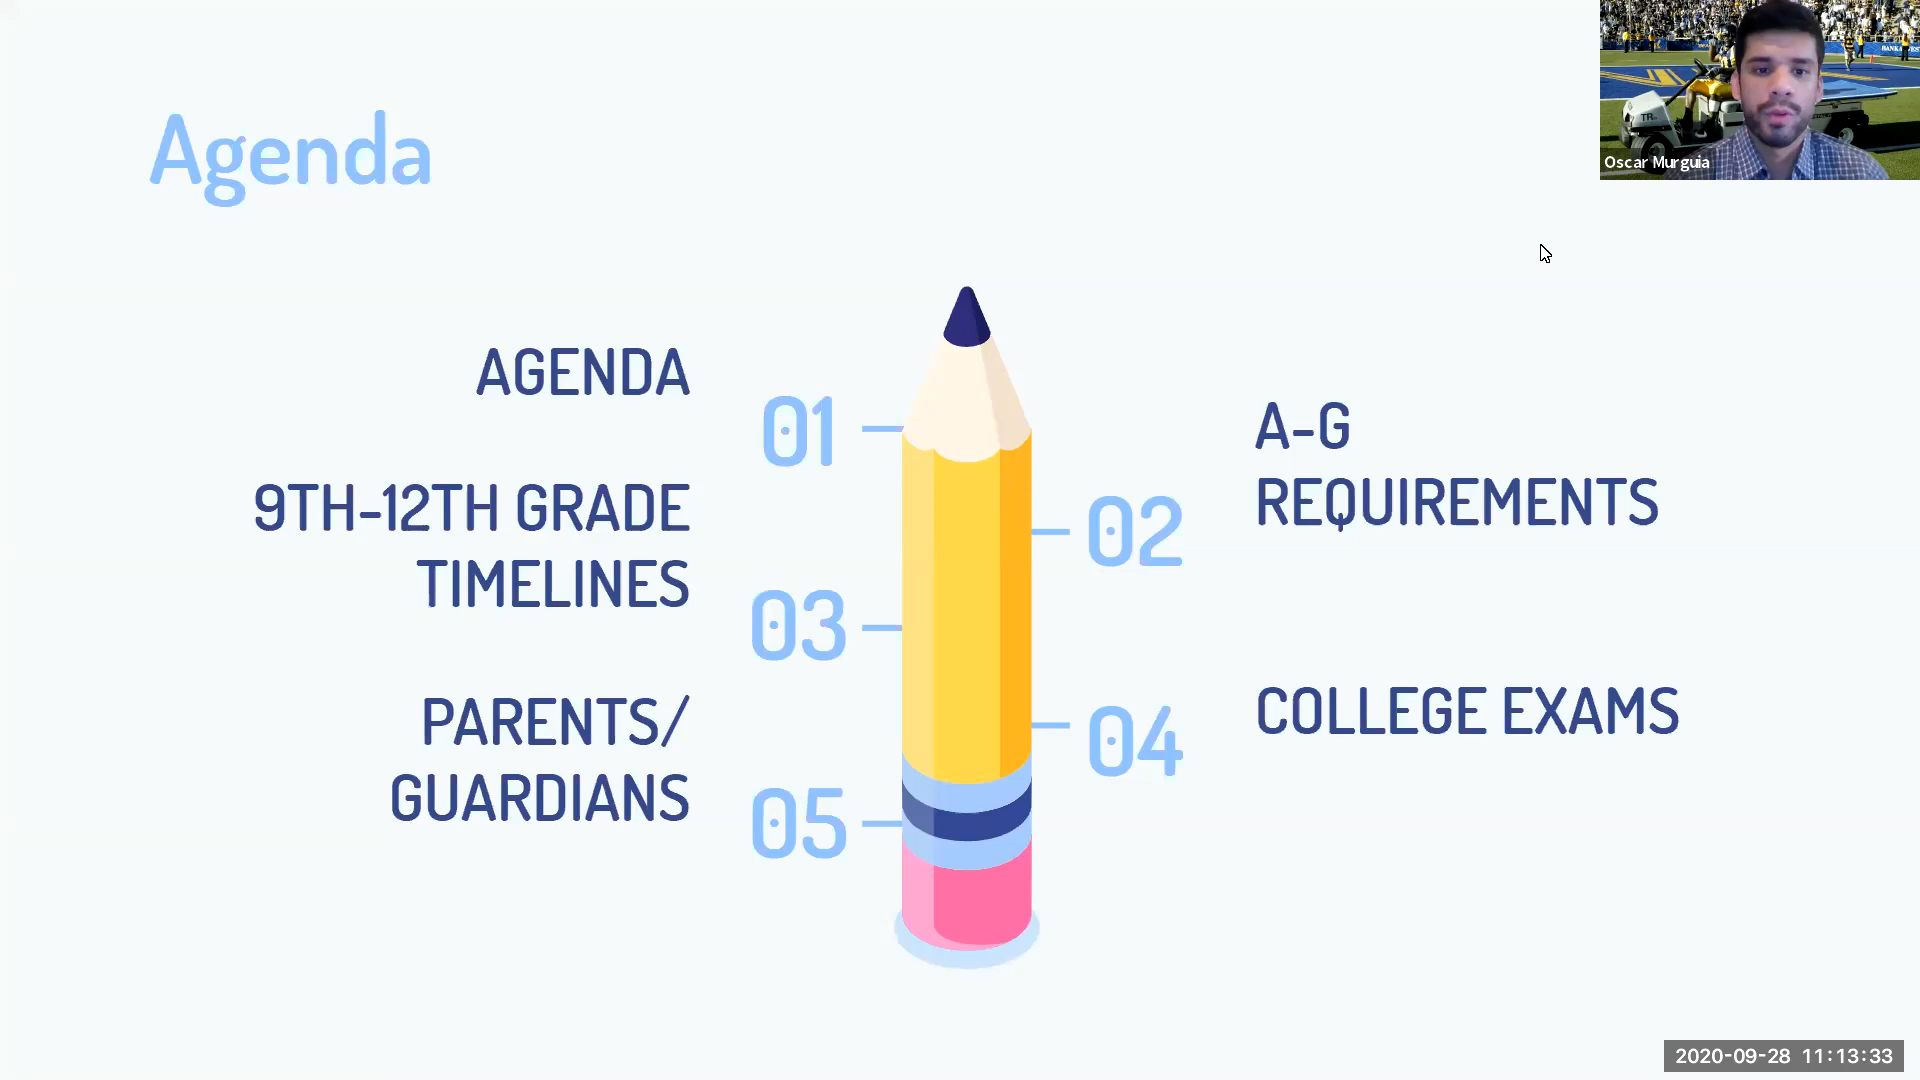 Agenda
AGENDA
01
A-G
REQUIREMENTS
02
9TH-12TH GRADE
TIMELINES
03
COLLEGE EXAMS
04
PARENTS/
GUARDIANS
05
TR
Oscar Murguia
2020-09-28 11:13:33